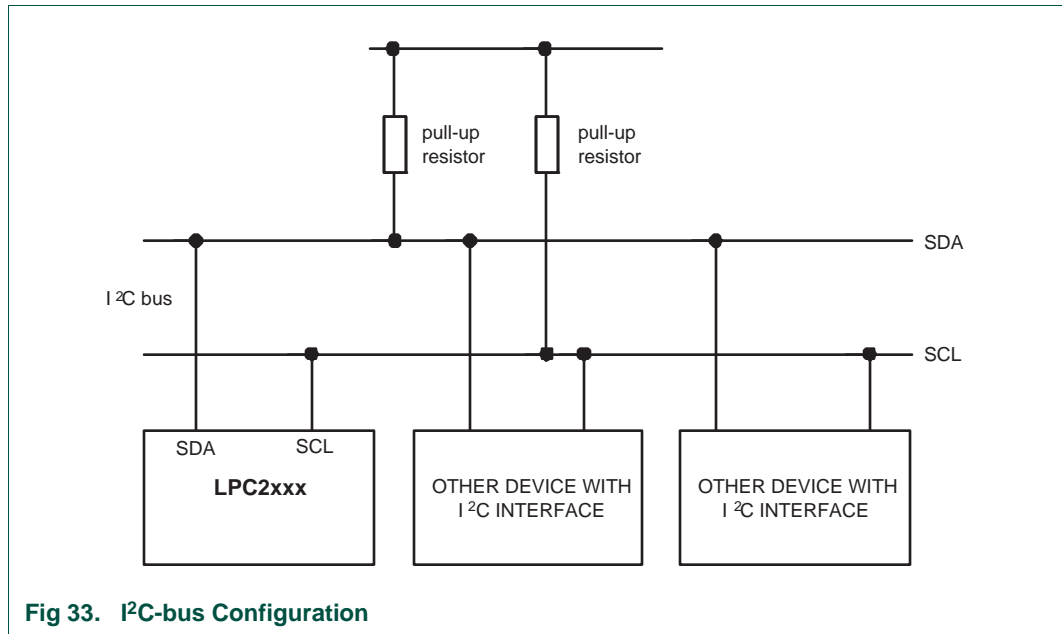 pull-up
resistor
pull-up
resistor
SDA
I ²C bus
SCL
SDA
SCL
LPC2xxx
OTHER DEVICE WITH
I ²C INTERFACE
OTHER DEVICE WITH
I ²C INTERFACE
Fig 33. I²C-bus Configuration